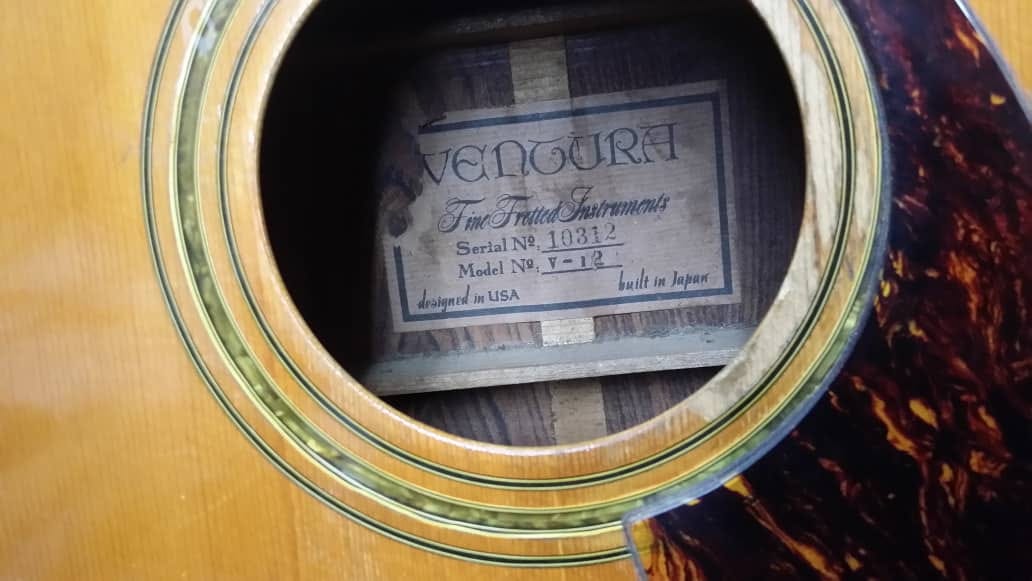 VENTURA
Fine Fretted Instruments
Serial Nº. 10312
Model Nº. V-12
designed in USA
built in Japan